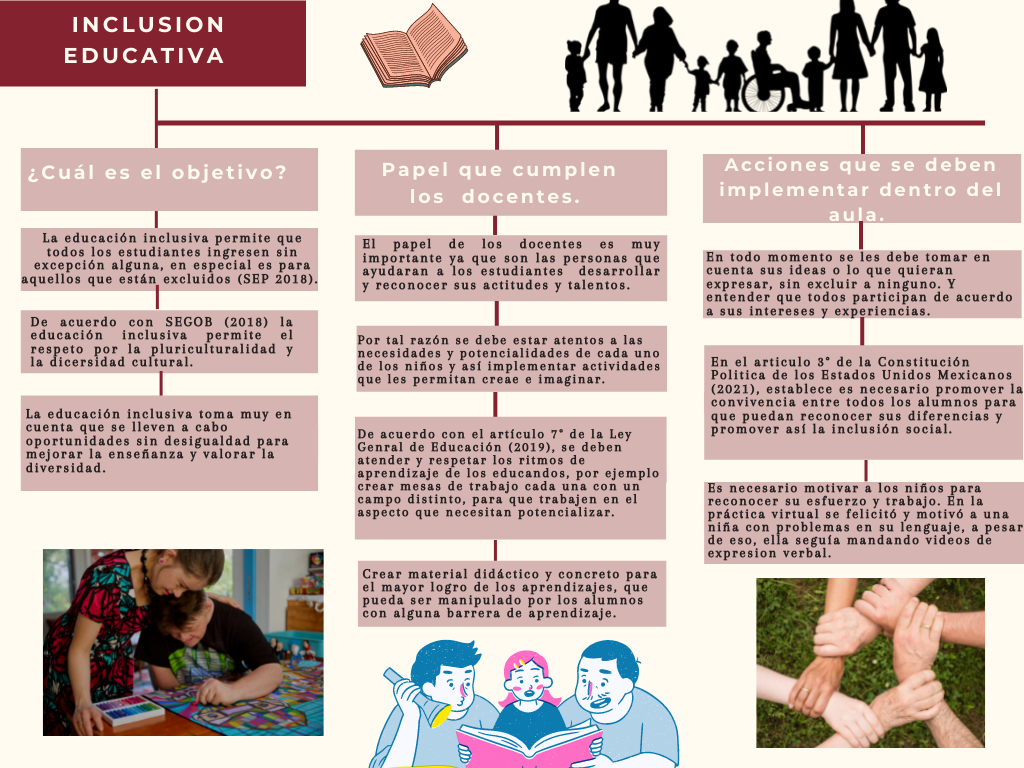 INCLUSION
EDUCATIVA
¿Cuál es el objetivo?
La educación inclusiva permite que
todos los estudiantes ingresen sin
excepción alguna, en especial es para
aquellos que están excluidos (SEP 2018).
De acuerdo con SEGOB (2018) la
educación inclusiva permite el
respeto por la pluriculturalidad y
la dicersidad cultural.
La educación inclusiva toma muy en
cuenta que se lleven a cabo
oportunidades sin desigualdad para
mejorar la enseñanza y valorar la
diversidad.
Papel que cumplen
los docentes.
El papel de los docentes es muy
importante ya que son las personas que
ayudaran a los estudiantes desarrollar
y reconocer sus actitudes y talentos.
Por tal razón se debe estar atentos a las
necesidades y potencialidades de cada uno
de los niños y así implementar actividades
que les permitan creae e imaginar.
De acuerdo con el artículo 7° de la Ley
Genral de Educación (2019), se deben
atender y respetar los ritmos de
aprendizaje de los educandos, por ejemplo
crear mesas de trabajo cada una con un
campo distinto, para que trabajen en el
aspecto que necesitan potencializar.
Crear material didáctico y concreto para
el mayor logro de los aprendizajes, que
pueda ser manipulado por los alumnos
con alguna barrera de aprendizaje.
Acciones que se deben
implementar dentro del
aula.
En todo momento se les debe tomar en
cuenta sus ideas o lo que quieran
expresar, sin excluir a ninguno. Y
entender que todos participan de acuerdo
a sus intereses y experiencias.
En el articulo 3° de la Constitución
Politica de los Estados Unidos Mexicanos
(2021), establece es necesario promover la
convivencia entre todos los alumnos para
que puedan reconocer sus diferencias y
promover así la inclusión social.
Es necesario motivar a los niños para
reconocer su esfuerzo y trabajo. En la
práctica virtual se felicitó y motivó a una
niña con problemas en su lenguaje, a pesar
de eso, ella seguía mandando videos de
expresion verbal.